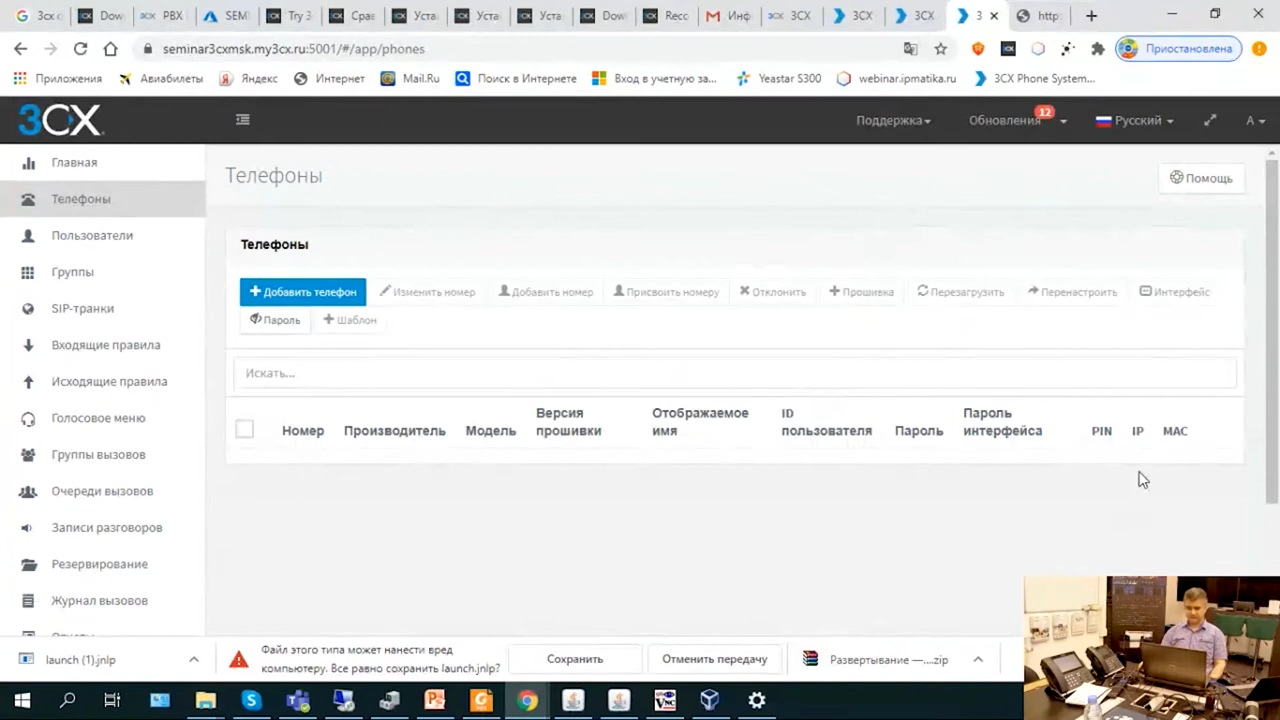 3cx
Dow
PBX
SEMI
Try 3
Сра
Уста
Уста
Уста
Dow
Reco
Инф
3CX
3CX
3CX
3
http:
seminar3cxmsk.my3cx.ru:5001/#/app/phones
Приостановлена
Приложения
Авиабилеты
Яндекс
Интернет
Mail.Ru
Поиск в Интернете
Вход в учетную за...
Yeastar S300
webinar.ipmatika.ru
3CX Phone System...
3CX
Поддержка
Обновления
12
Русский
A
Главная
Телефоны
Пользователи
Группы
SIP-транки
Входящие правила
Исходящие правила
Голосовое меню
Группы вызовов
Очереди вызовов
Записи разговоров
Резервирование
Журнал вызовов
Отчеты
Телефоны
Помощь
Телефоны
Добавить телефон
Изменить номер
Добавить номер
Присвоить номеру
Отклонить
Прошивка
Перезагрузить
Перенастроить
Интерфейс
Пароль
Шаблон
Искать...
Номер
Производитель
Модель
Версия
прошивки
Отображаемое
имя
ID
пользователя
Пароль
Пароль
интерфейса
PIN
IP
MAC
launch (1).jnlp
Файл этого типа может нанести вред
компьютеру. Все равно сохранить launch.jnlp?
Сохранить
Отменить передачу
Развертывание —....zip